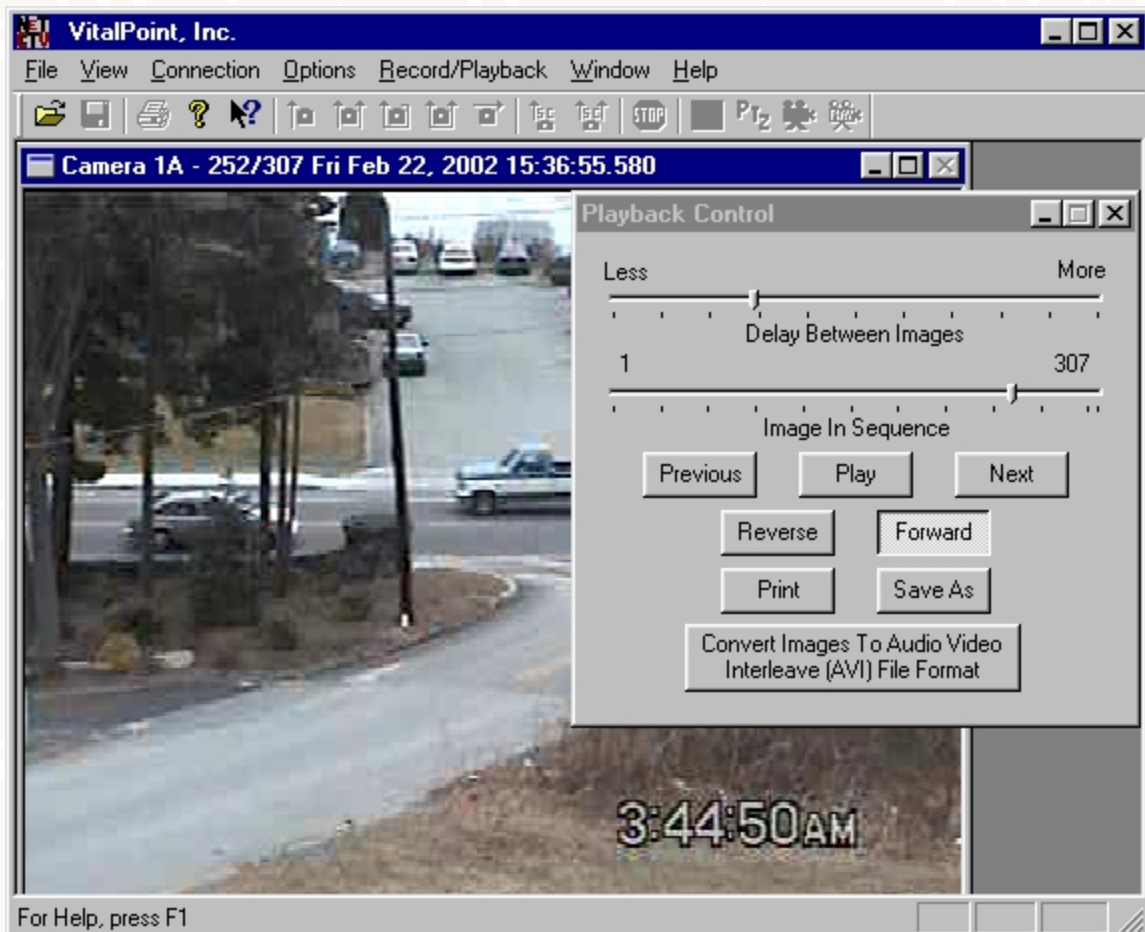 VitalPoint, Inc.
File View Connection Options Record/Playback Window Help
STOP PTZ
Camera 1A - 252/307 Fri Feb 22, 2002 15:36:55.580
Playback Control
Less More
Delay Between Images
1 307
Image In Sequence
Previous Play Next
Reverse Forward
Print Save As
Convert Images To Audio Video
Interleave (AVI) File Format
3:44:50AM
For Help, press F1